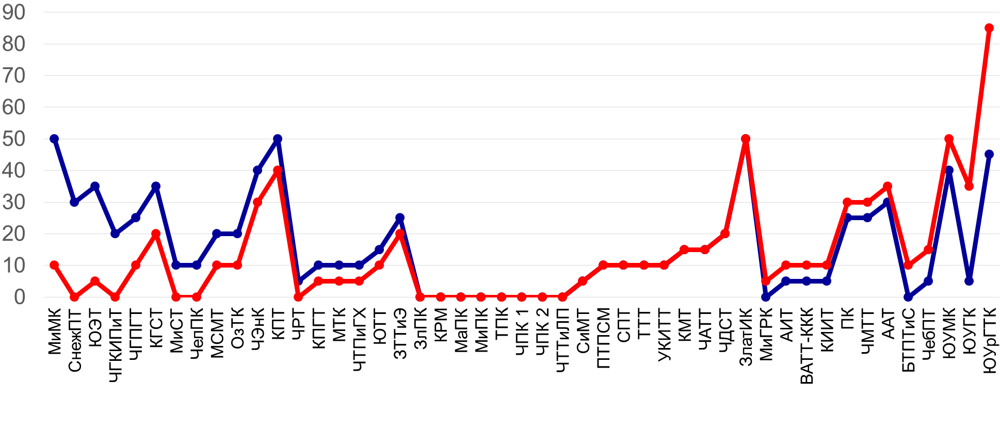 90
80
70
60
50
40
30
20
10
0
МиМК
СнежПТ
ЮЭТ
ЧГКИПиТ
ЧГПГТ
КГСТ
МиСТ
ЧелПК
МСМТ
ОзТК
ЧЭнК
КПТ
ЧРТ
КПГТ
МТК
ЧТПиГХ
ЮТТ
ЗТТиЭ
ЗлПК
КРМ
МаПК
МиПК
ТПК
ЧПК 1
ЧПК 2
ЧТТиЛП
СиМТ
ПТПСМ
СПТ
ТТТ
УКИТТ
КМТ
ЧАТТ
ЧДСТ
ЗлатИК
МиГРК
АИТ
ВАТТ-ККК
КИИТ
ПК
ЧМТТ
ААТ
БТПТиС
ЧебПТ
ЮУМК
ЮУГК
ЮУрГТК